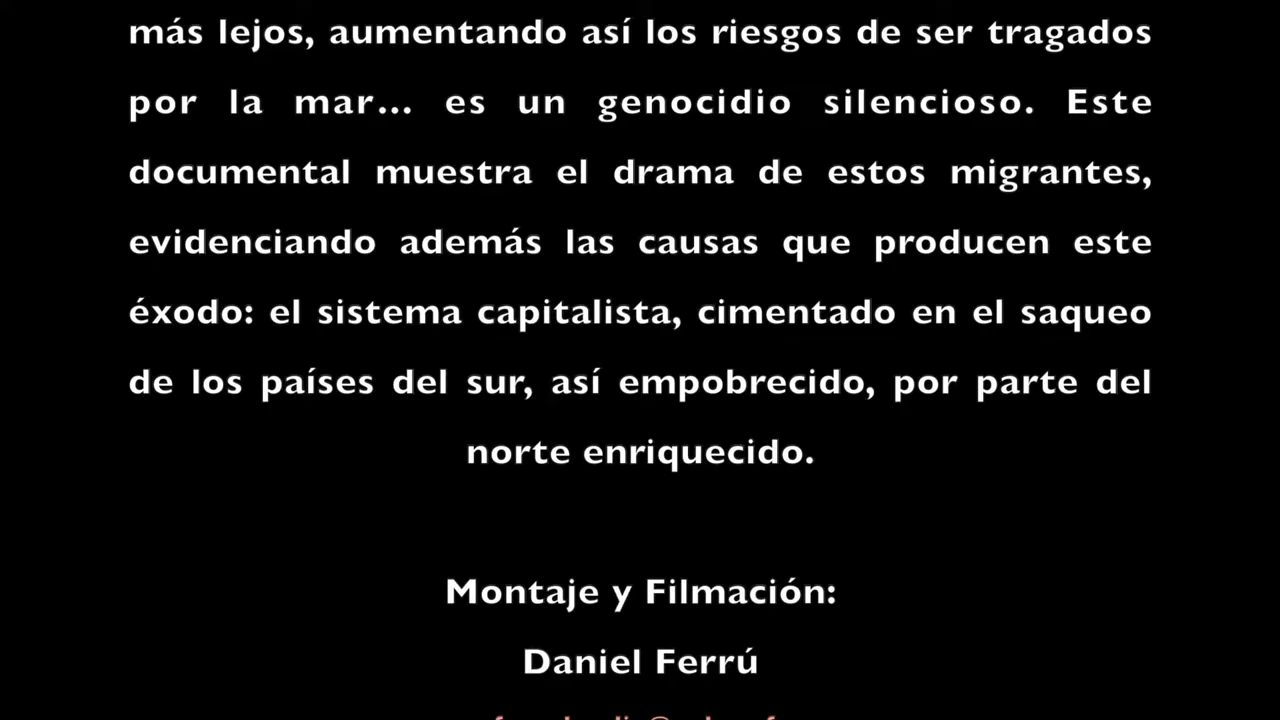 más lejos, aumentando así los riesgos de ser tragados
por la mar... es un genocidio silencioso. Este
documental muestra el drama de estos migrantes,
evidenciando además las causas que producen este
éxodo: el sistema capitalista, cimentado en el saqueo
de los países del sur, así empobrecido, por parte del
norte enriquecido.
Montaje y Filmación:
Daniel Ferrú